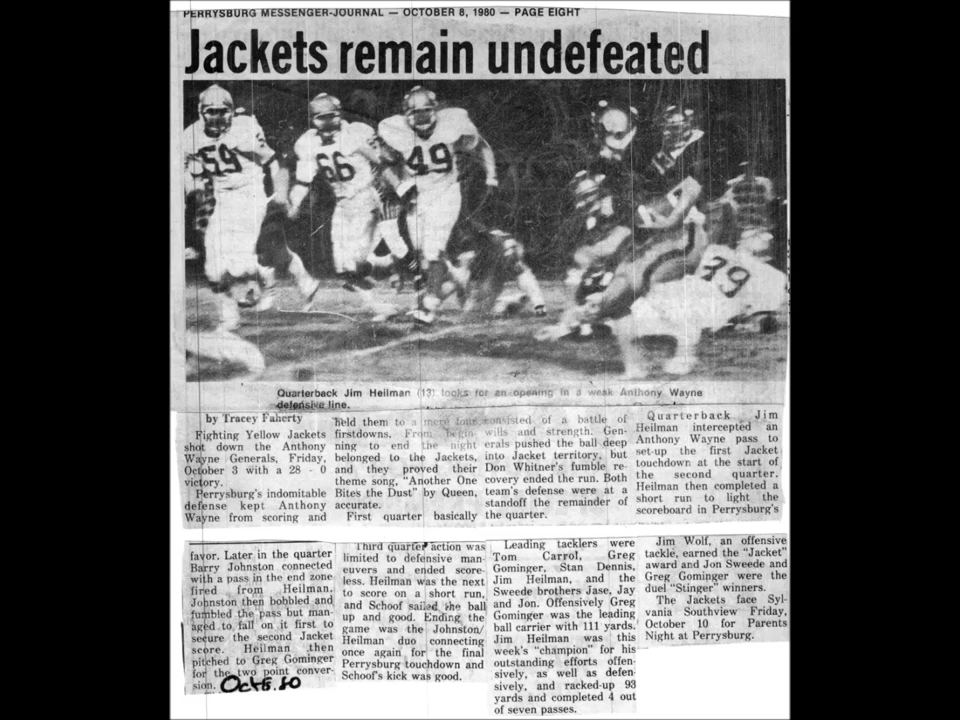 PERRYSBURG MESSENGER-JOURNAL — OCTOBER 8, 1980 — PAGE EIGHT
Jackets remain undefeated
59
66
49
39
Quarterback Jim Heilman (13) looks for an opening in a weak Anthony Wayne
defensive line.
by Tracey Faherty
Fighting Yellow Jackets
shot down the Anthony
Wayne Generals, Friday,
October 3 with a 28 - 0
victory.
Perrysburg's indomitable
defense kept Anthony
Wayne from scoring and
held them to a mere four
firstdowns. From begin-
ning to end the night
belonged to the Jackets,
and they proved their
theme song, "Another One
Bites the Dust" by Queen,
accurate.
First quarter basically
consisted of a battle of
wills and strength. Gen-
erals pushed the ball deep
into Jacket territory, but
Don Whitner's fumble re-
covery ended the run. Both
team's defense were at a
standoff the remainder of
the quarter.
Quarterback Jim
Heilman intercepted an
Anthony Wayne pass to
set-up the first Jacket
touchdown at the start of
the second quarter.
Heilman then completed a
short run to light the
scoreboard in Perrysburg's
favor. Later in the quarter
Barry Johnston connected
with a pass in the end zone
fired from Heilman.
Johnston then bobbled and
fumbled the pass but man-
aged to fall on it first to
secure the second Jacket
score. Heilman then
pitched to Greg Gominger
for the two point conver-
sion.
Oct 8. 80
Third quarter action was
limited to defensive man-
euvers and ended score-
less. Heilman was the next
to score on a short run,
and Schoof sailed the ball
up and good. Ending the
game was the Johnston/
Heilman duo connecting
once again for the final
Perrysburg touchdown and
Schoof's kick was good.
Leading tacklers were
Tom Carrol, Greg
Gominger, Stan Dennis,
Jim Heilman, and the
Sweede brothers Jase, Jay
and Jon. Offensively Greg
Gominger was the leading
ball carrier with 111 yards.
Jim Heilman was this
week's "champion" for his
outstanding efforts offen-
sively, as well as defen-
sively, and racked-up 93
yards and completed 4 out
of seven passes.
Jim Wolf, an offensive
tackle, earned the "Jacket"
award and Jon Sweede and
Greg Gominger were the
duel "Stinger" winners.
The Jackets face Syl-
vania Southview Friday,
October 10 for Parents
Night at Perrysburg.